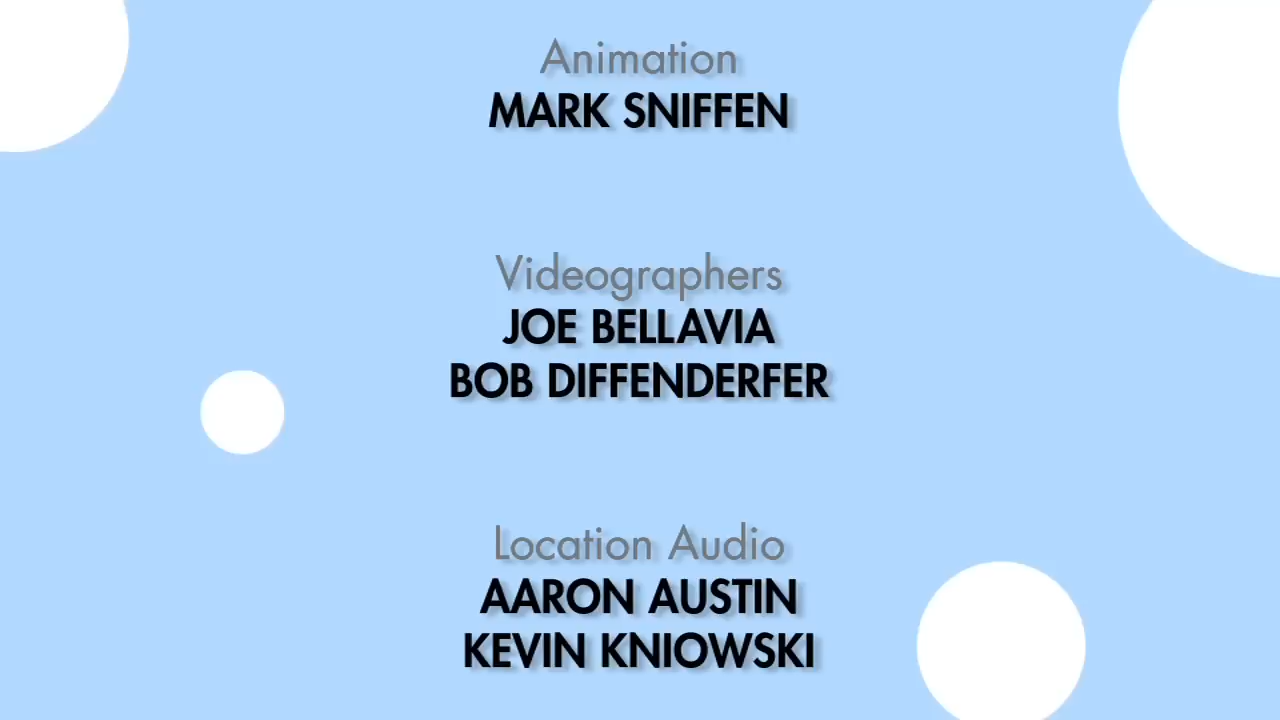 Animation
MARK SNIFFEN
Videographers
JOE BELLAVIA
BOB DIFFENDERFER
Location Audio
AARON AUSTIN
KEVIN KNIOWSKI